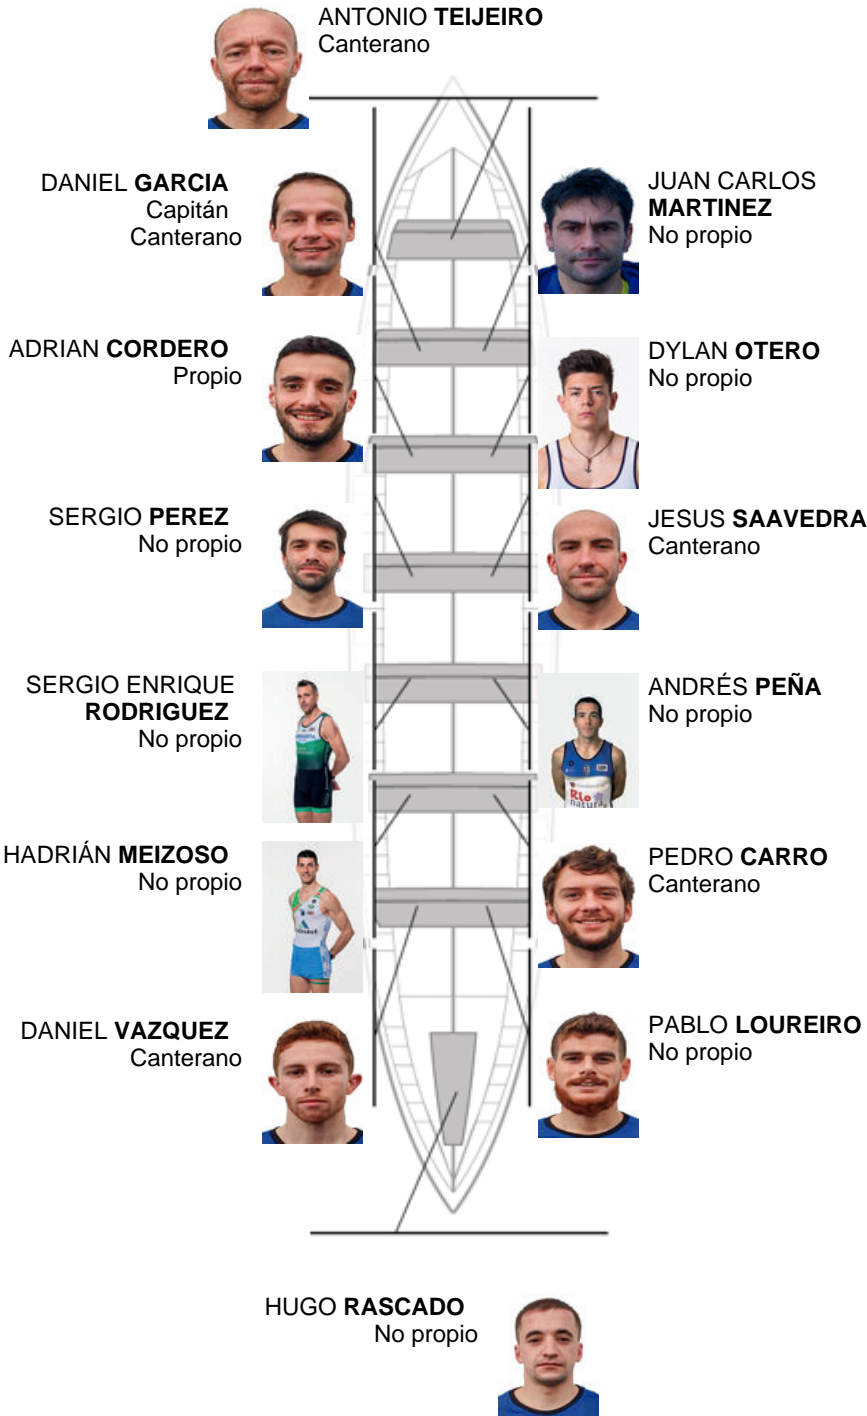 ANTONIO TEIJEIRO
Canterano
DANIEL GARCIA
Capitán
Canterano
JUAN CARLOS
MARTINEZ
No propio
ADRIAN CORDERO
Propio
DYLAN OTERO
No propio
SERGIO PEREZ
No propio
JESUS SAAVEDRA
Canterano
SERGIO ENRIQUE
RODRIGUEZ
No propio
ANDRÉS PEÑA
No propio
Rio
natura
HADRIÁN MEIZOSO
No propio
PEDRO CARRO
Canterano
DANIEL VAZQUEZ
Canterano
PABLO LOUREIRO
No propio
HUGO RASCADO
No propio